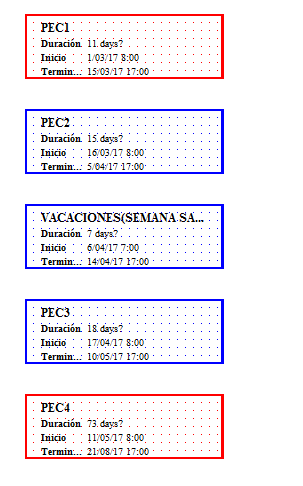 PEC1
Duración 11 days?
Inicio 1/03/17 8:00
Termin... 15/03/17 17:00
PEC2
Duración 15 days?
Inicio 16/03/17 8:00
Termin... 5/04/17 17:00
VACACIONES(SEMANA SA...
Duración 7 days?
Inicio 6/04/17 7:00
Termin... 14/04/17 17:00
PEC3
Duración 18 days?
Inicio 17/04/17 8:00
Termin... 10/05/17 17:00
PEC4
Duración 73 days?
Inicio 11/05/17 8:00
Termin... 21/08/17 17:00